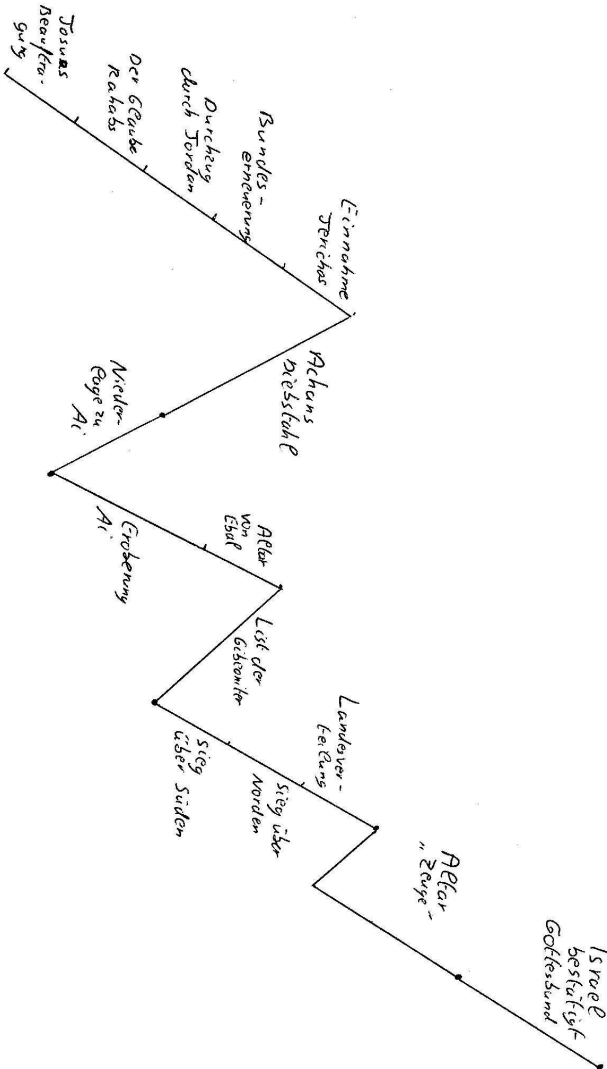 Josuas
Beauftra-
gung
Der Glaube
Rahabs
Durchzug
durch Jordan
Bundes-
erneuerung
Einnahme
Jerichos
Achans
Diebstahl
Nieder-
lage zu
Ai
Eroberung
Ai
Altar
von
Ebal
List der
Gibeoniter
Sieg
über Süden
Sieg über
Norden
Landesver-
teilung
Altar
„Zeuge"
Israel
bestätigt
Gottesbund